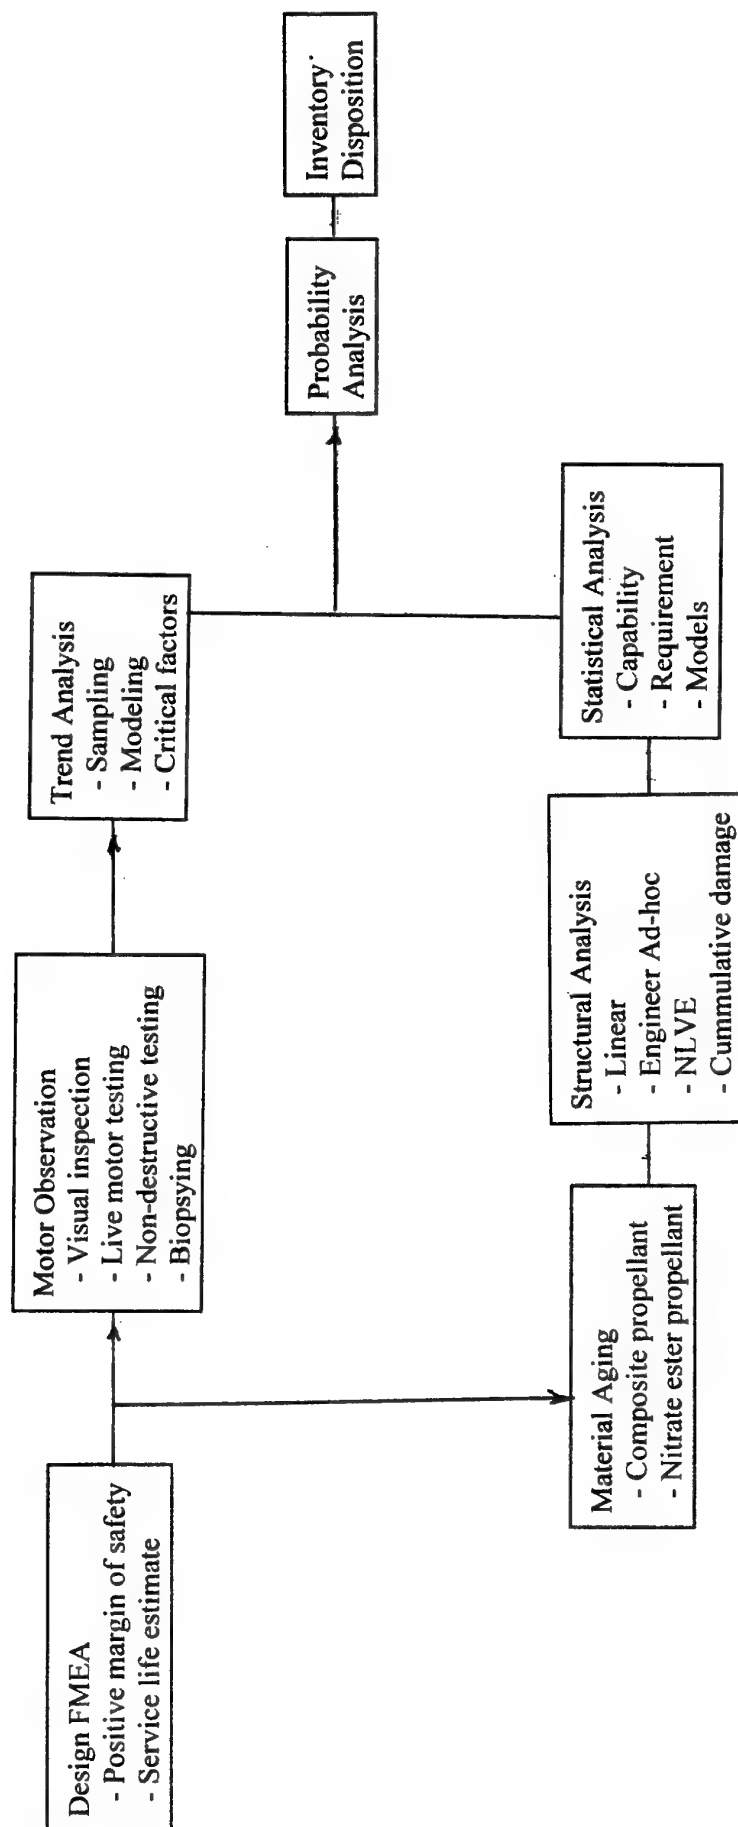 Design FMEA
- Positive margin of safety
- Service life estimate
Motor Observation
- Visual inspection
- Live motor testing
- Non-destructive testing
- Biopsying
Trend Analysis
- Sampling
- Modeling
- Critical factors
Material Aging
- Composite propellant
- Nitrate ester propellant
Structural Analysis
- Linear
- Engineer Ad-hoc
- NLVE
- Cummulative damage
Statistical Analysis
- Capability
- Requirement
- Models
Probability
Analysis
Inventory
Disposition